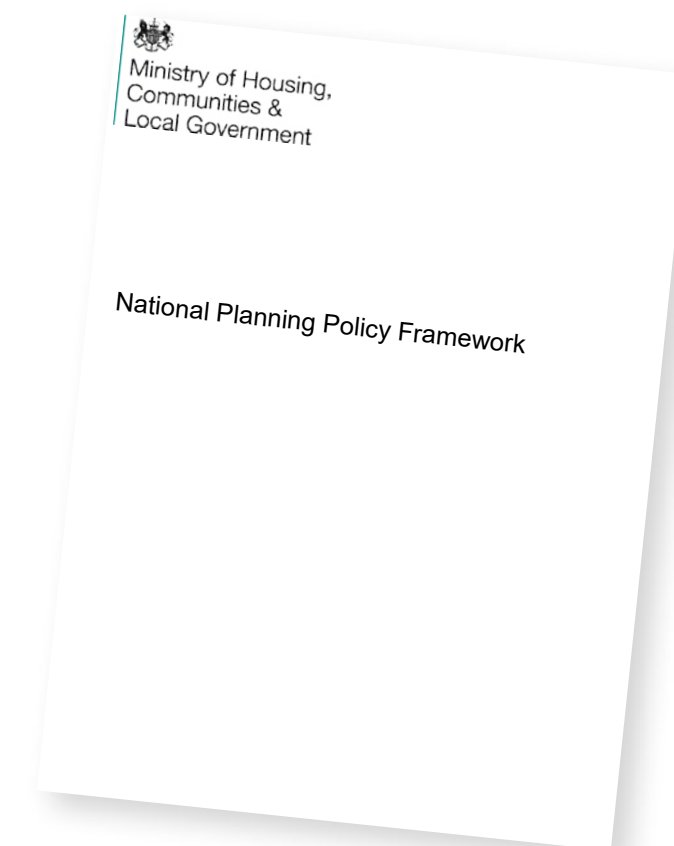 Ministry of Housing,
Communities &
Local Government
National Planning Policy Framework